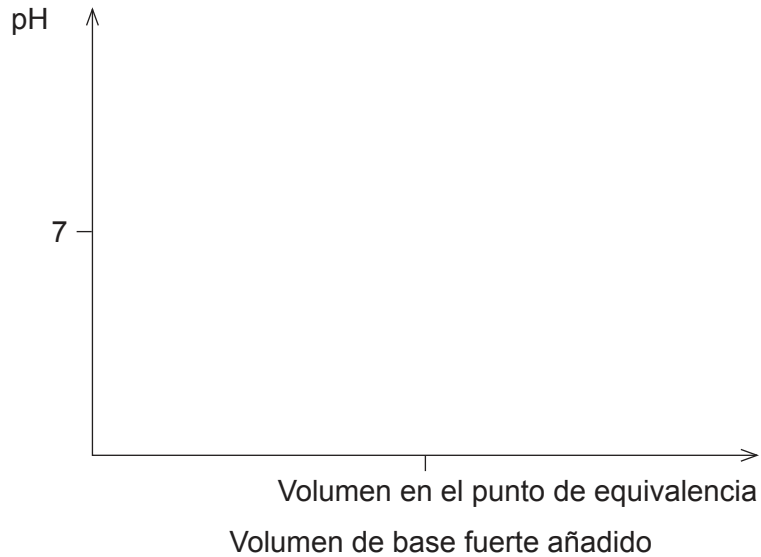 pH
7
Volumen en el punto de equivalencia
Volumen de base fuerte añadido